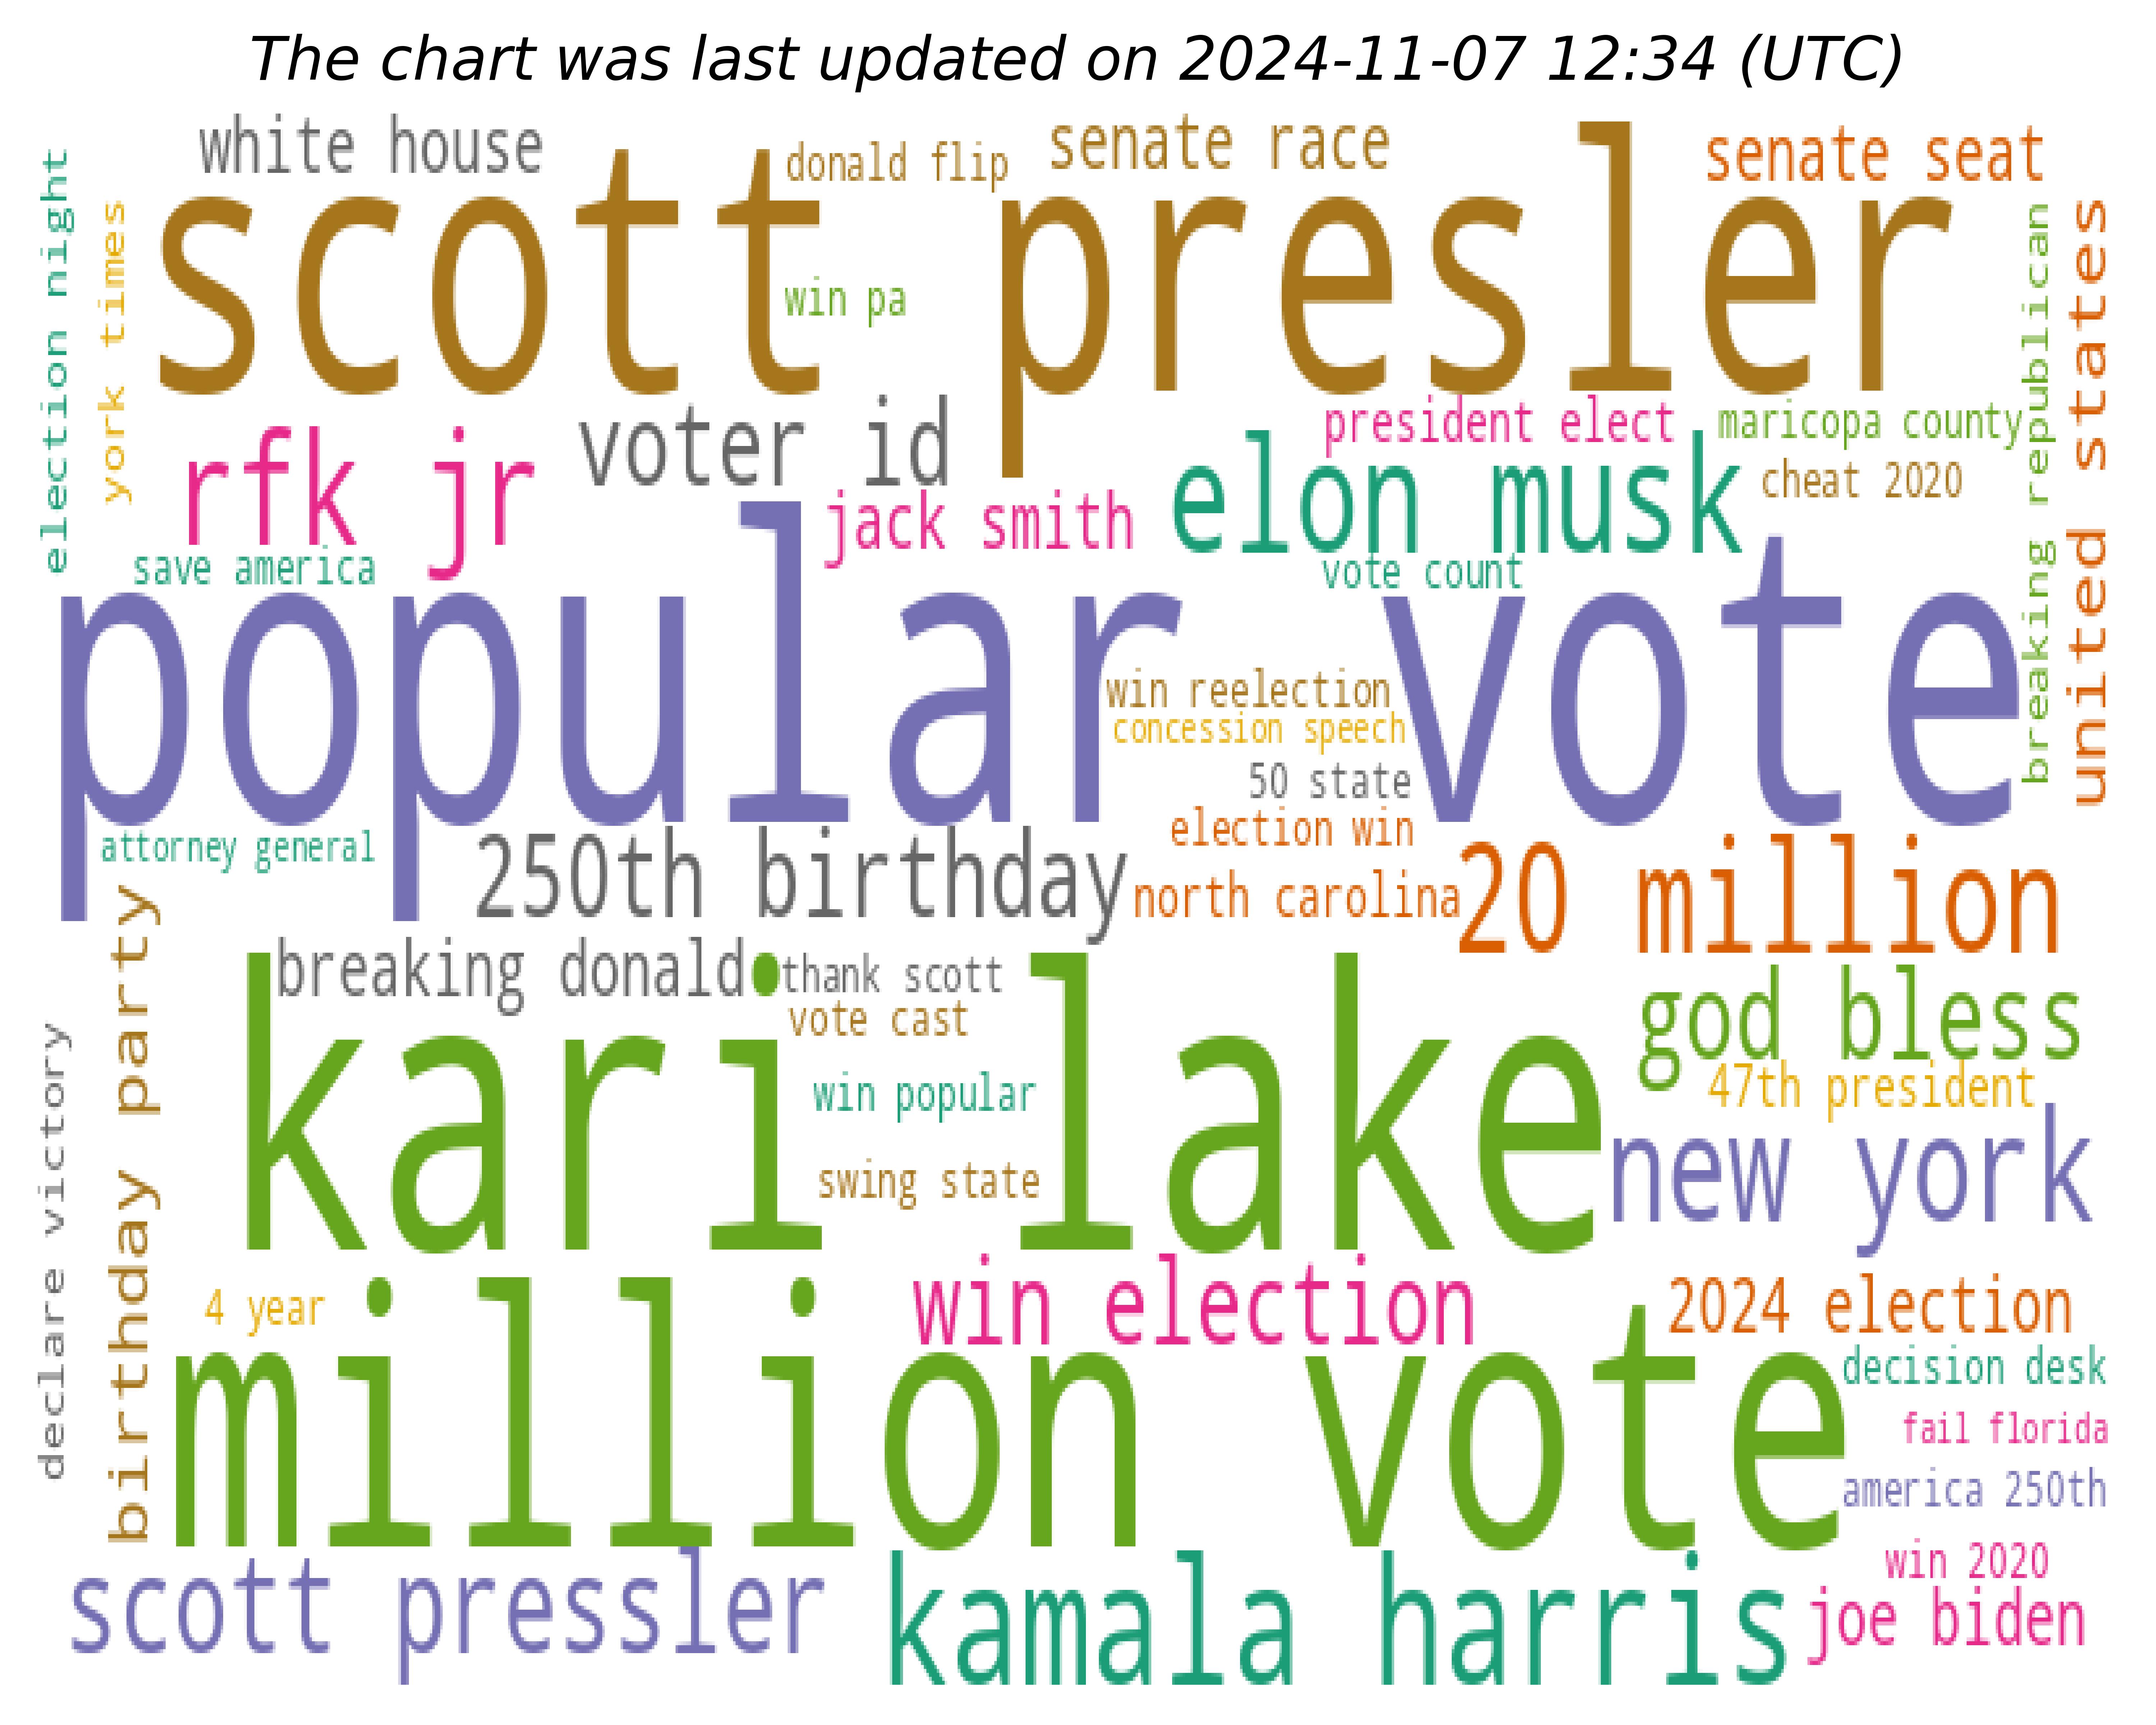 The chart was last updated on 2024-11-07 12:34 (UTC)
white house
donald flip
senate race
senate seat
election night
york times
scott presler
win pa
breaking republican
united states
rfk jr
voter id
president elect
maricopa county
elon musk
cheat 2020
jack smith
save america
vote count
popular vote
win reelection
concession speech
50 state
election win
attorney general
250th birthday
north carolina
20 million
birthday party
declare victory
breaking donald
thank scott
vote cast
kari lake
god bless
47th president
win popular
swing state
new york
4 year
win election
2024 election
million vote
decision desk
fail florida
america 250th
win 2020
scott pressler
kamala harris
joe biden